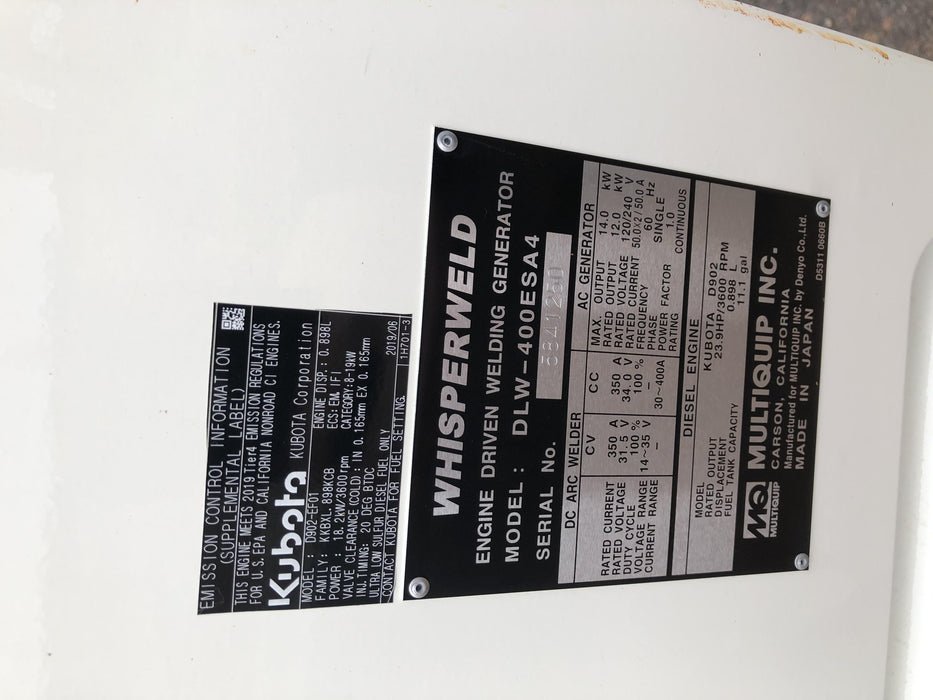 EMISSION CONTROL INFORMATION
(SUPPLEMENTAL LABEL)
THIS ENGINE MEETS 2019 Tier4 EMISSION REGULATIONS
FOR U.S. EPA AND CALIFORNIA NONROAD CI ENGINES.
Kubota KUBOTA Corporation
MODEL : D902-EF01 ENGINE DISP.: 0.898L
FAMILY: KKBXL.898KCB ECS: EM, IFI
POWER : 18.2kW/3600rpm CATEGORY:8-19kW
VALVE CLEARANCE (COLD) : IN 0.165mm EX 0.165mm
INJ. TIMING: 20 DEG BTDC
ULTRA LOW SULFUR DIESEL FUEL ONLY 2019/06
CONTACT KUBOTA FOR FUEL SETTING. 1H701-3
WHISPERWELD
ENGINE DRIVEN WELDING GENERATOR
MODEL : DLW-400ESA4
SERIAL No.
DC ARC WELDER
CV CC
RATED CURRENT 350 A 350 A
RATED VOLTAGE 31.5 V 34.0 V
DUTY CYCLE 100 % 100 %
VOLTAGE RANGE 14~35 V –
CURRENT RANGE – 30~400A
AC GENERATOR
MAX. OUTPUT 14.0 kW
RATED OUTPUT 12.0 kW
RATED VOLTAGE 120/240 V
RATED CURRENT 50.0X2/50.0 A
FREQUENCY 60 Hz
PHASE SINGLE
POWER FACTOR 1.0
RATING CONTINUOUS
DIESEL ENGINE
MODEL KUBOTA D902
RATED OUTPUT 23.9HP/3600 RPM
DISPLACEMENT 0.898 L
FUEL TANK CAPACITY 11.1 gal
MQ MULTIQUIP
MULTIQUIP INC.
CARSON, CALIFORNIA
Manufactured for MULTIQUIP INC. by Denyo Co., Ltd.
MADE IN JAPAN
D5311 0660B